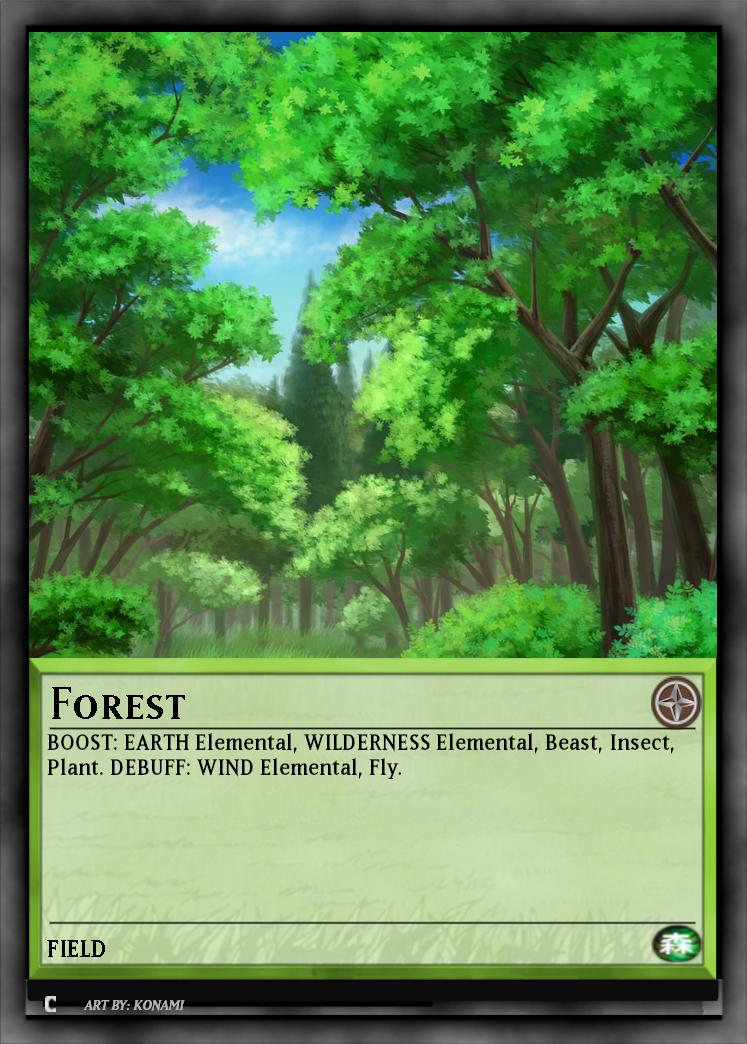 Forest
BOOST: EARTH Elemental, WILDERNESS Elemental, Beast, Insect,
Plant. DEBUFF: WIND Elemental, Fly.
FIELD
森
C
ART BY: KONAMI